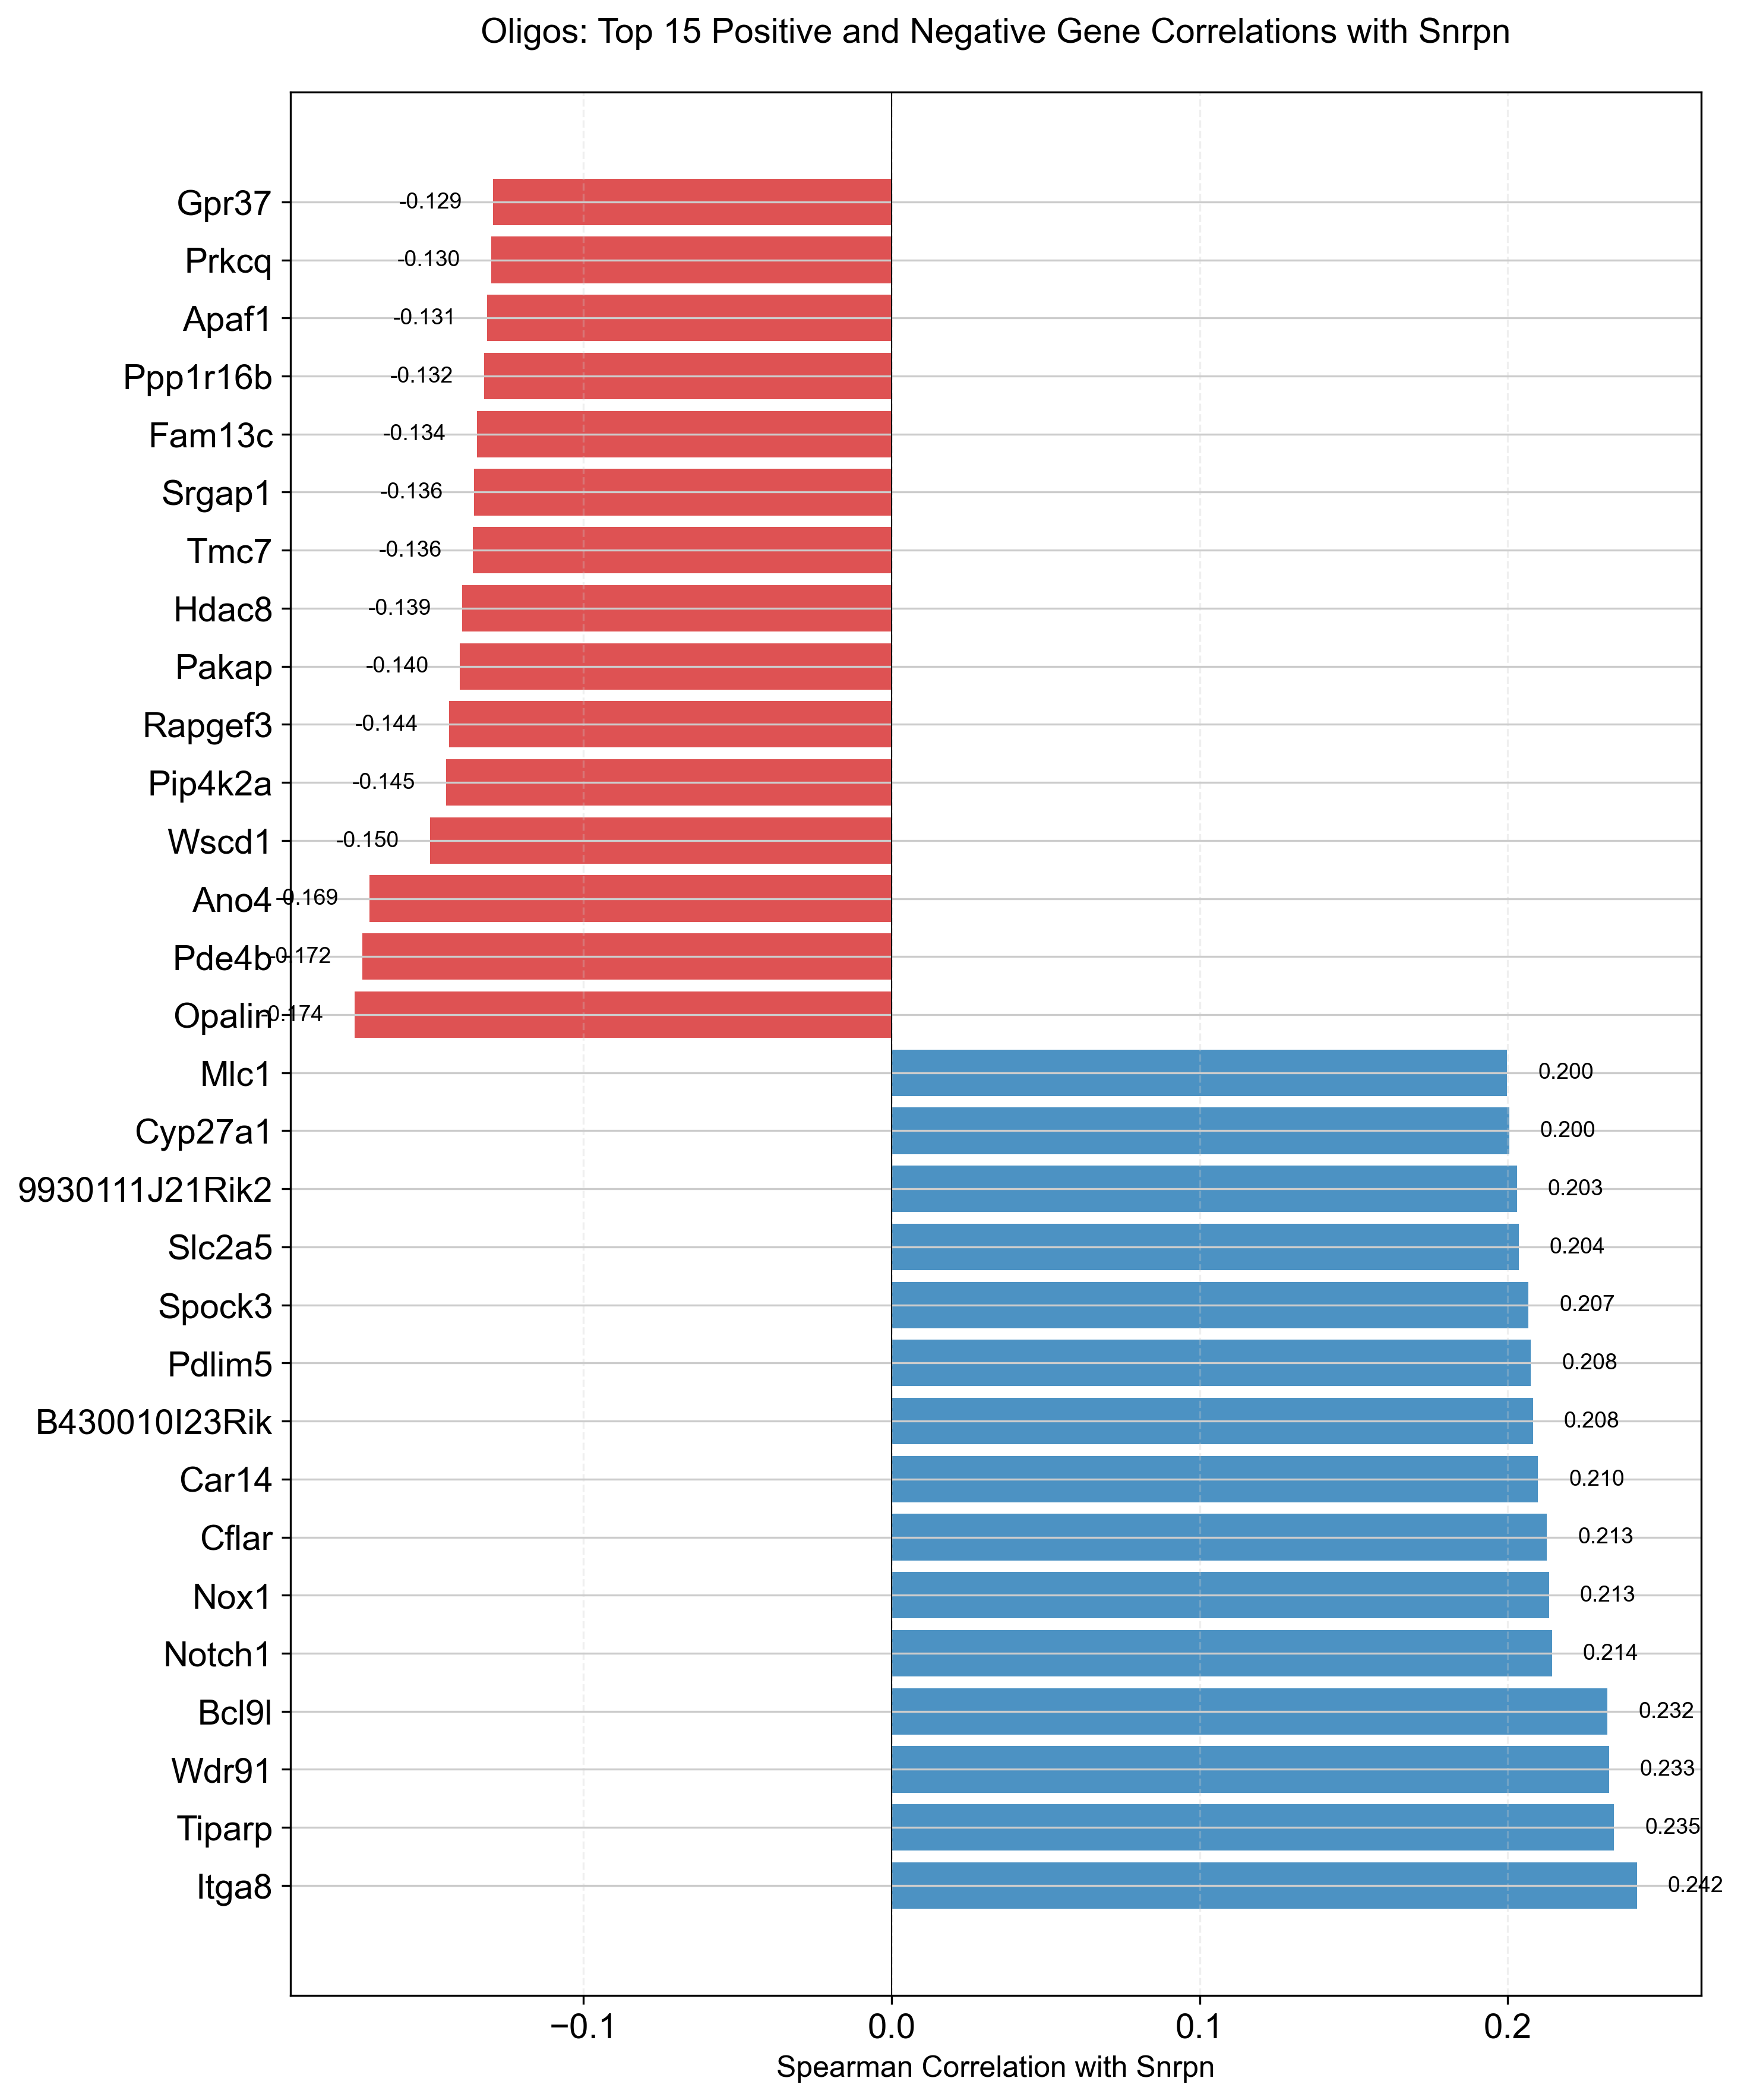 Oligos: Top 15 Positive and Negative Gene Correlations with Snrpn
Gpr37 -0.129
Prkcq -0.130
Apaf1 -0.131
Ppp1r16b -0.132
Fam13c -0.134
Srgap1 -0.136
Tmc7 -0.136
Hdac8 -0.139
Pakap -0.140
Rapgef3 -0.144
Pip4k2a -0.145
Wscd1 -0.150
Ano4 -0.169
Pde4b -0.172
Opalin -0.174
Mlc1 0.200
Cyp27a1 0.200
9930111J21Rik2 0.203
Slc2a5 0.204
Spock3 0.207
Pdlim5 0.208
B430010I23Rik 0.208
Car14 0.210
Cflar 0.213
Nox1 0.213
Notch1 0.214
Bcl9l 0.232
Wdr91 0.233
Tiparp 0.235
Itga8 0.242
−0.1 0.0 0.1 0.2
Spearman Correlation with Snrpn